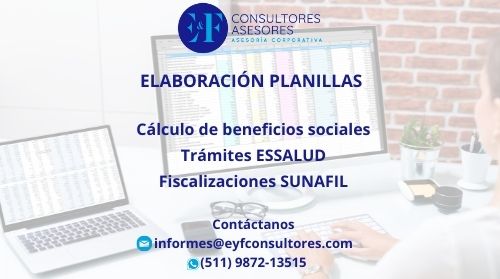 E&F
CONSULTORES
ASESORES
ASESORÍA CORPORATIVA
ELABORACIÓN PLANILLAS
Cálculo de beneficios sociales
Trámites ESSALUD
Fiscalizaciones SUNAFIL
Contáctanos
informes@eyfconsultores.com
(511) 9872-13515